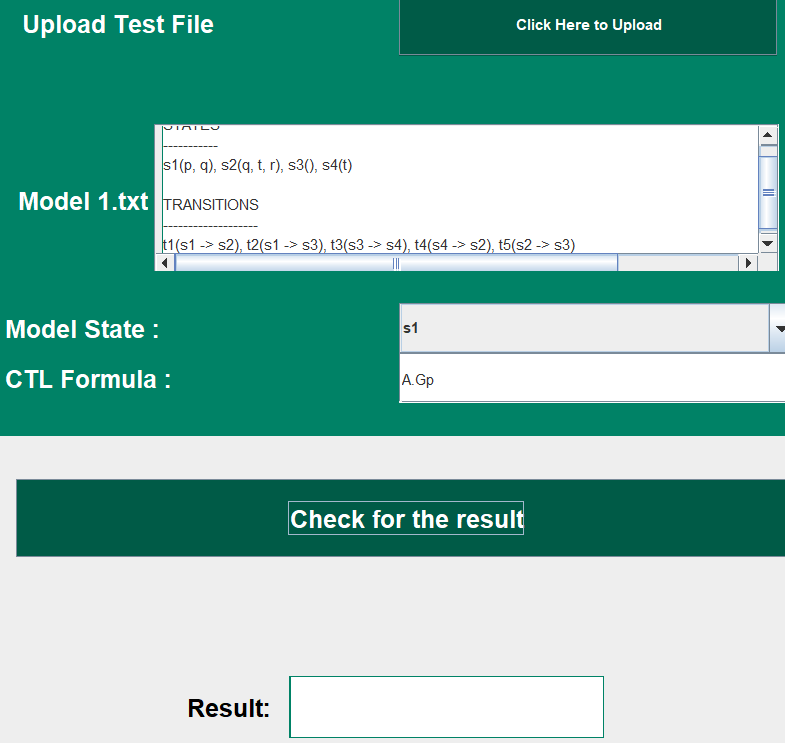 Upload Test File
Click Here to Upload
Model 1.txt
STATES
-----------
s1(p, q), s2(q, t, r), s3(), s4(t)
TRANSITIONS
-------------------
t1(s1 -> s2), t2(s1 -> s3), t3(s3 -> s4), t4(s4 -> s2), t5(s2 -> s3)
Model State :
s1
CTL Formula :
A.Gp
Check for the result
Result: